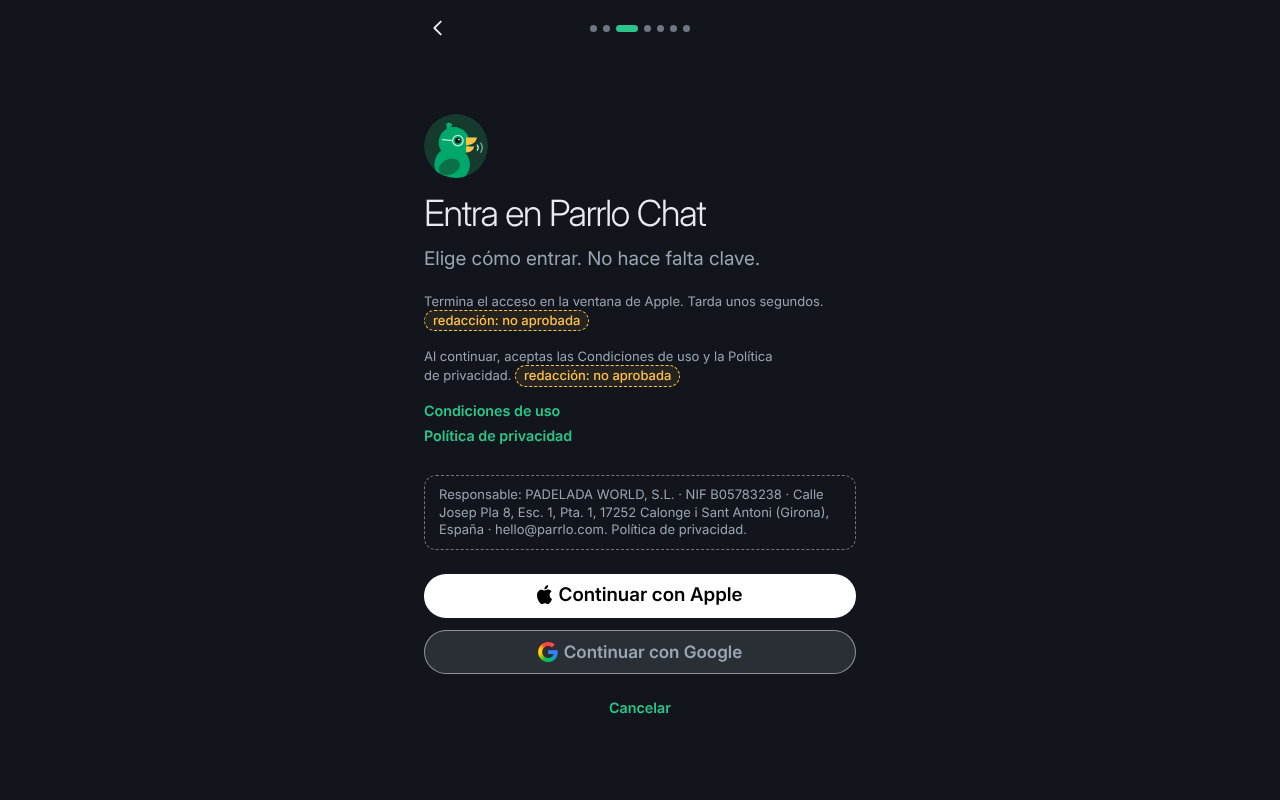 Entra en Parrlo Chat
Elige cómo entrar. No hace falta clave.
Termina el acceso en la ventana de Apple. Tarda unos segundos.
redacción: no aprobada
Al continuar, aceptas las Condiciones de uso y la Política
de privacidad. redacción: no aprobada
Condiciones de uso
Política de privacidad
Responsable: PADELADA WORLD, S.L. · NIF B05783238 · Calle
Josep Pla 8, Esc. 1, Pta. 1, 17252 Calonge i Sant Antoni (Girona),
España · hello@parrlo.com. Política de privacidad.
Continuar con Apple
Continuar con Google
Cancelar